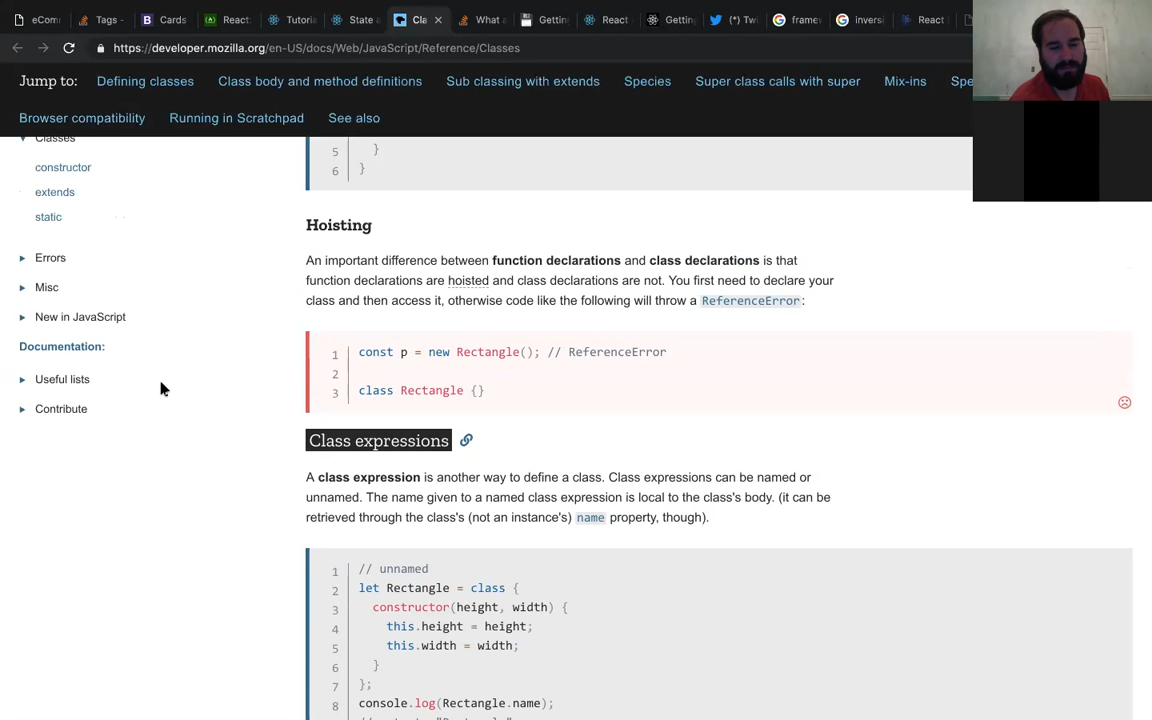 eComn
Tags -
Cards
React:
Tutoria
State a
Cla
What a
Getting
React
Getting
(*) Twi
framew
inversi
React |
https://developer.mozilla.org/en-US/docs/Web/JavaScript/Reference/Classes
Jump to:
Defining classes
Class body and method definitions
Sub classing with extends
Species
Super class calls with super
Mix-ins
Spe
Browser compatibility
Running in Scratchpad
See also
Classes
constructor
extends
static
Errors
Misc
New in JavaScript
Documentation:
Useful lists
Contribute
5 }
6 }
Hoisting
An important difference between function declarations and class declarations is that
function declarations are hoisted and class declarations are not. You first need to declare your
class and then access it, otherwise code like the following will throw a ReferenceError:
1 const p = new Rectangle(); // ReferenceError
2
3 class Rectangle {}
Class expressions
A class expression is another way to define a class. Class expressions can be named or
unnamed. The name given to a named class expression is local to the class's body. (it can be
retrieved through the class's (not an instance's) name property, though).
1 // unnamed
2 let Rectangle = class {
3 constructor(height, width) {
4 this.height = height;
5 this.width = width;
6 }
7 };
8 console.log(Rectangle.name);